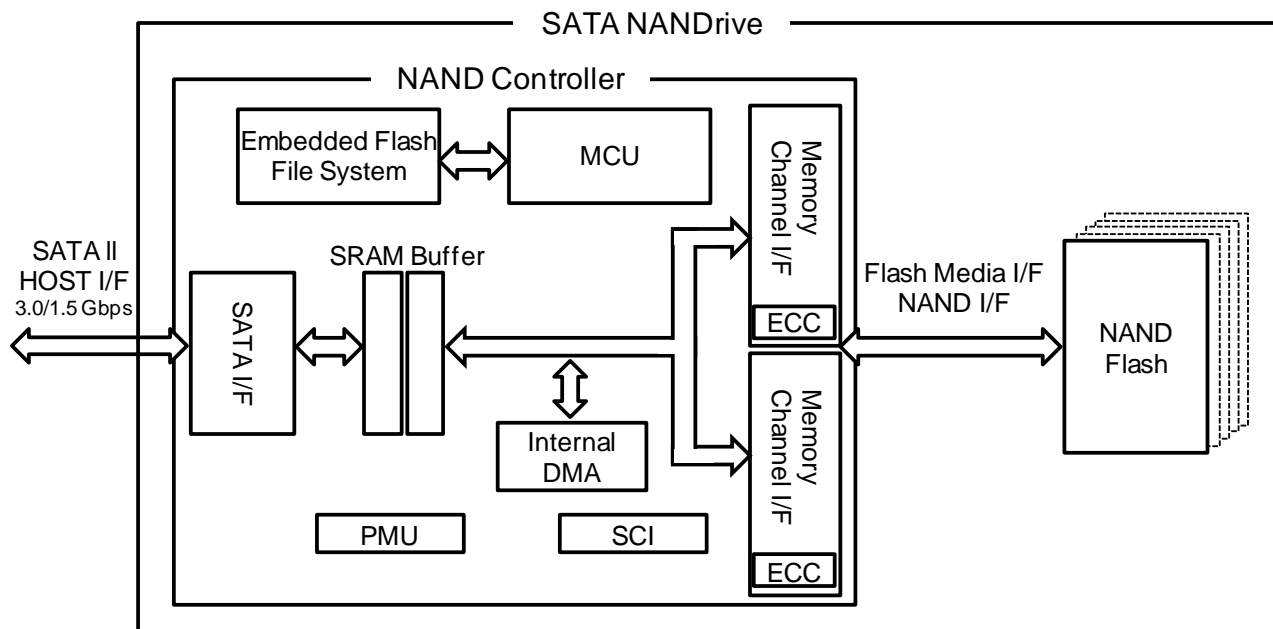 SATA NANDrive
NAND Controller
Embedded Flash
File System
MCU
Memory
Channel I/F
ECC
SATA II
HOST I/F
3.0/1.5 Gbps
SRAM Buffer
SATA I/F
Flash Media I/F
NAND I/F
NAND
Flash
Internal
DMA
Memory
Channel I/F
ECC
PMU
SCI